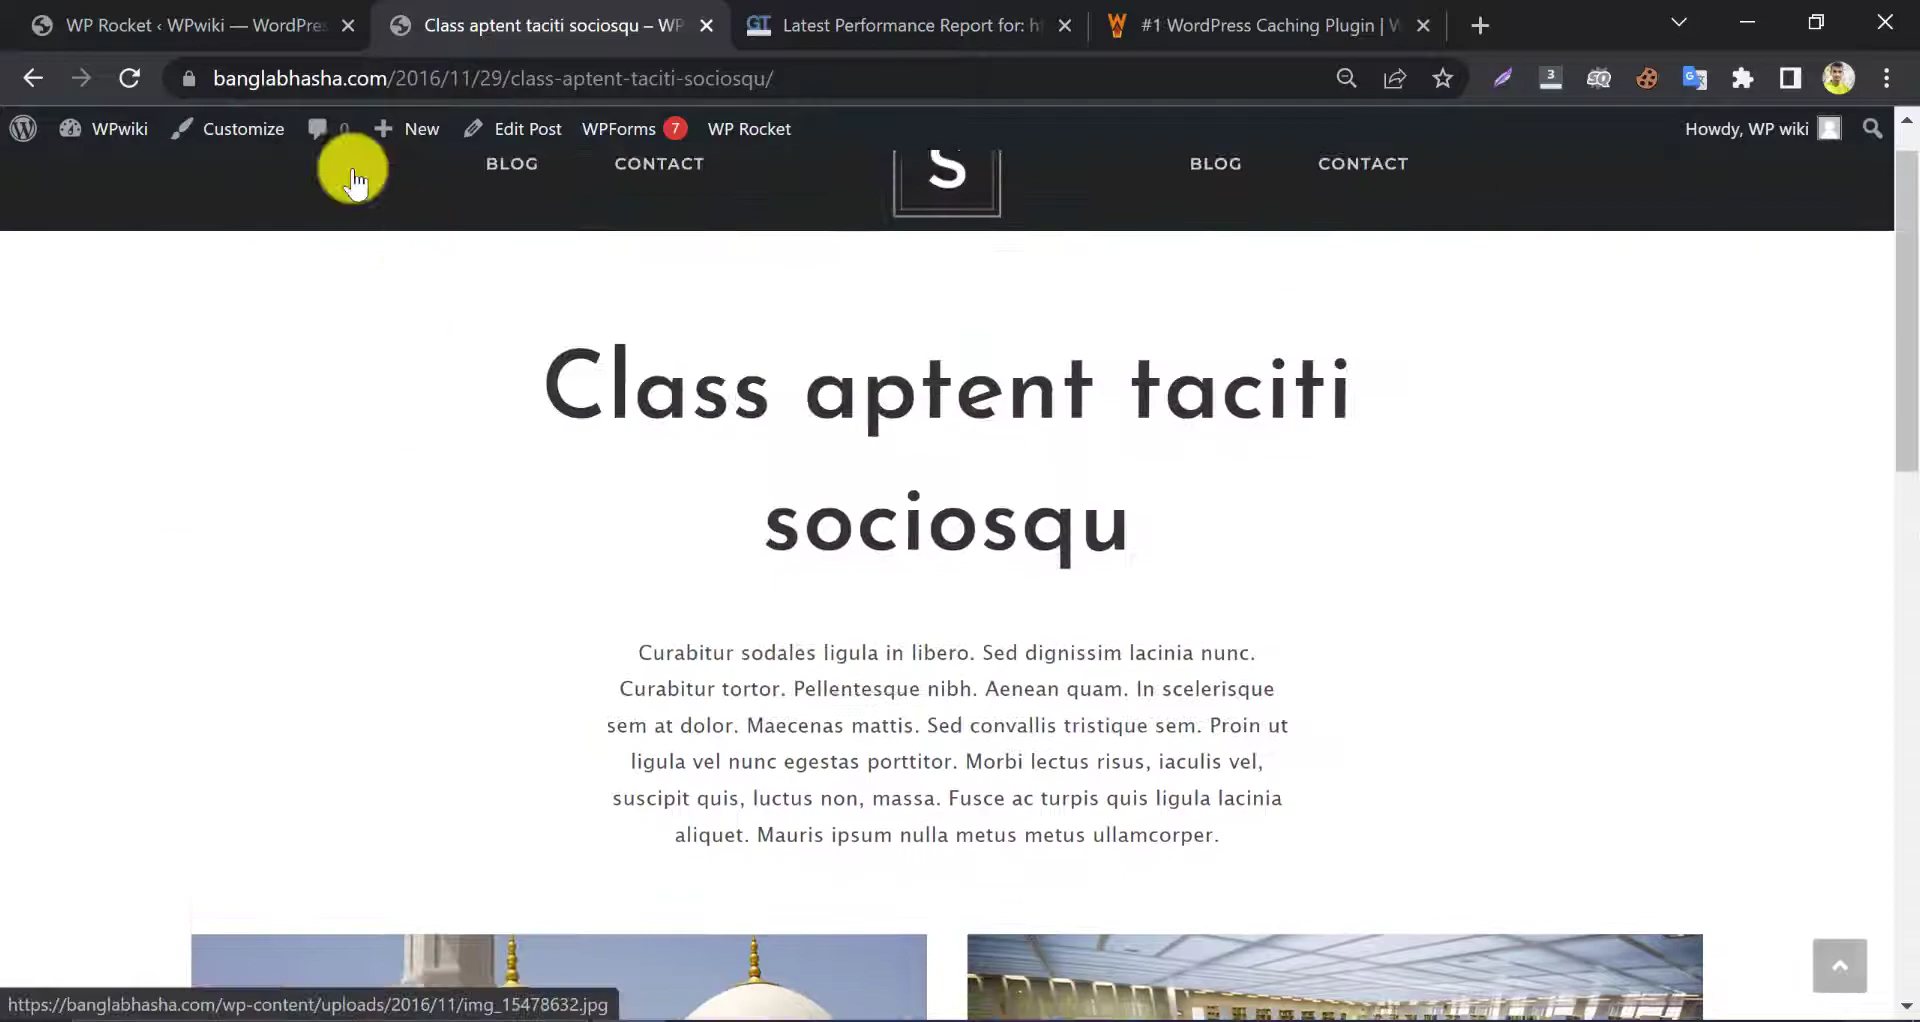 WP Rocket ‹ WPwiki — WordPres
Class aptent taciti sociosqu – WP
GT Latest Performance Report for: ht
#1 WordPress Caching Plugin | W
banglabhasha.com/2016/11/29/class-aptent-taciti-sociosqu/
3
WPwiki Customize 0 New Edit Post WPForms 7 WP Rocket Howdy, WP wiki
BLOG CONTACT S BLOG CONTACT
Class aptent taciti
sociosqu
Curabitur sodales ligula in libero. Sed dignissim lacinia nunc.
Curabitur tortor. Pellentesque nibh. Aenean quam. In scelerisque
sem at dolor. Maecenas mattis. Sed convallis tristique sem. Proin ut
ligula vel nunc egestas porttitor. Morbi lectus risus, iaculis vel,
suscipit quis, luctus non, massa. Fusce ac turpis quis ligula lacinia
aliquet. Mauris ipsum nulla metus metus ullamcorper.
https://banglabhasha.com/wp-content/uploads/2016/11/img_15478632.jpg